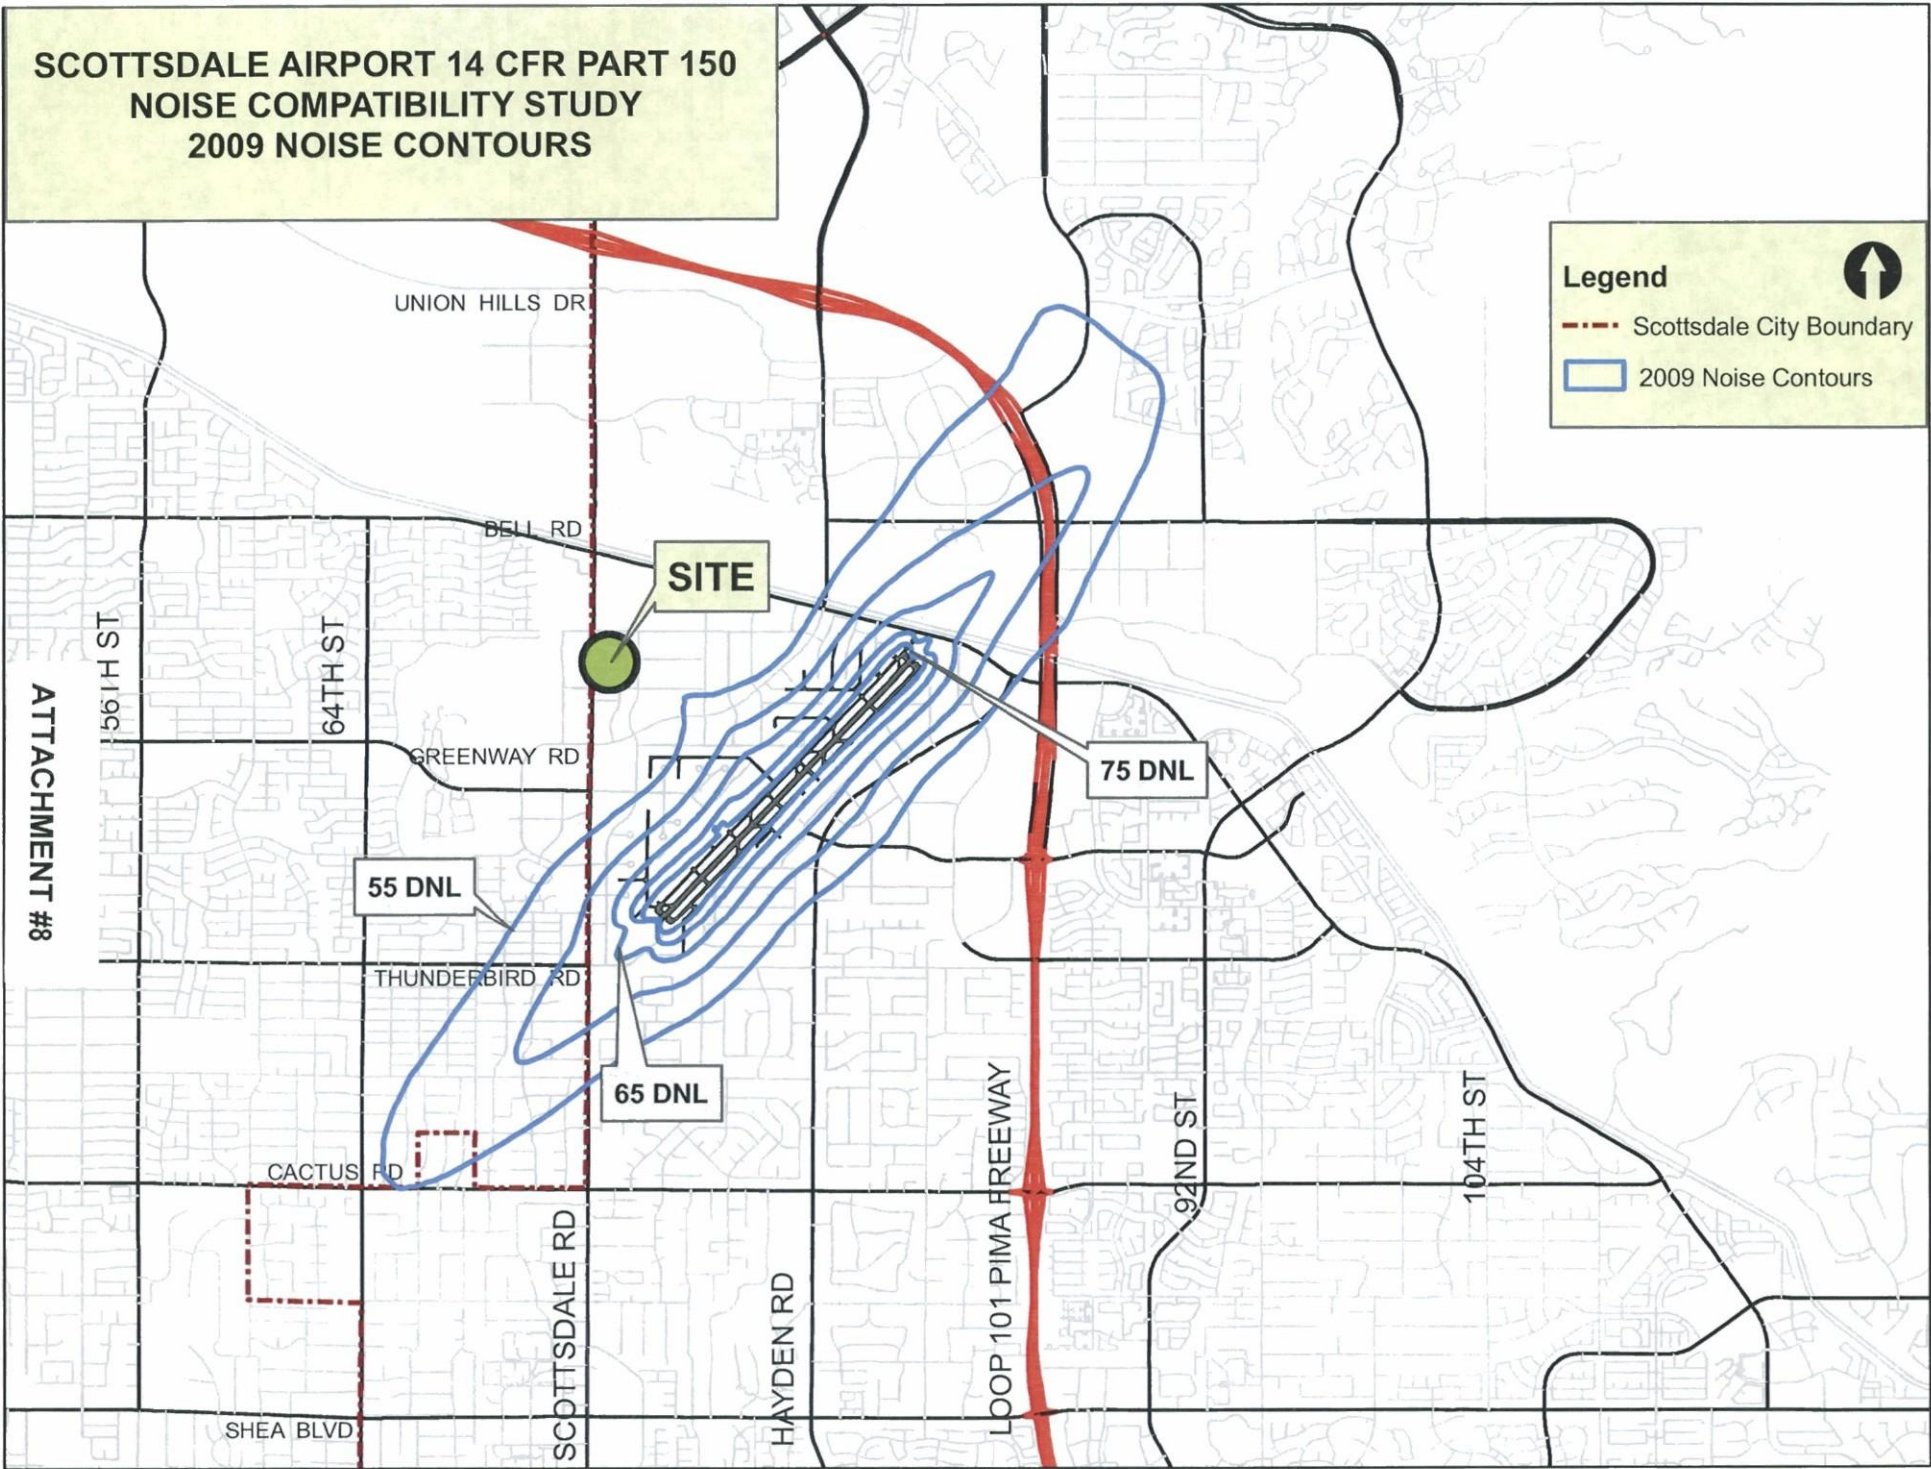 SCOTTSDALE AIRPORT 14 CFR PART 150
NOISE COMPATIBILITY STUDY
2009 NOISE CONTOURS
Legend
Scottsdale City Boundary
2009 Noise Contours
UNION HILLS DR
BELL RD
SITE
56TH ST
64TH ST
GREENWAY RD
75 DNL
ATTACHMENT #8
55 DNL
THUNDERBIRD RD
65 DNL
CACTUS RD
SCOTTSDALE RD
HAYDEN RD
LOOP 101 PIMA FREEWAY
92ND ST
104TH ST
SHEA BLVD